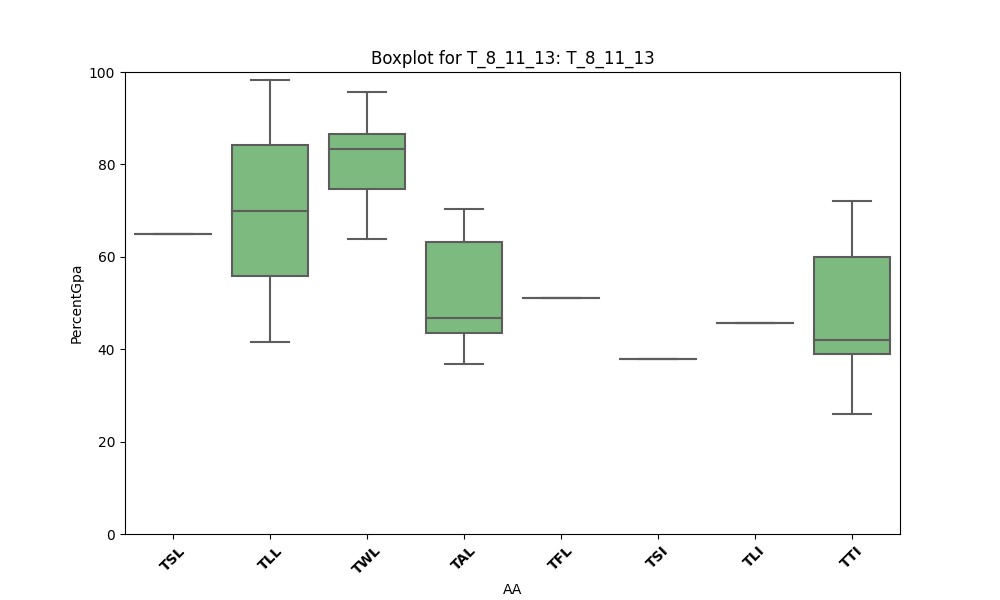 Boxplot for T_8_11_13: T_8_11_13
100
80
60
40
20
0
PercentGpa
TSL TLL TWL TAL TFL TSI TLI TTI
AA